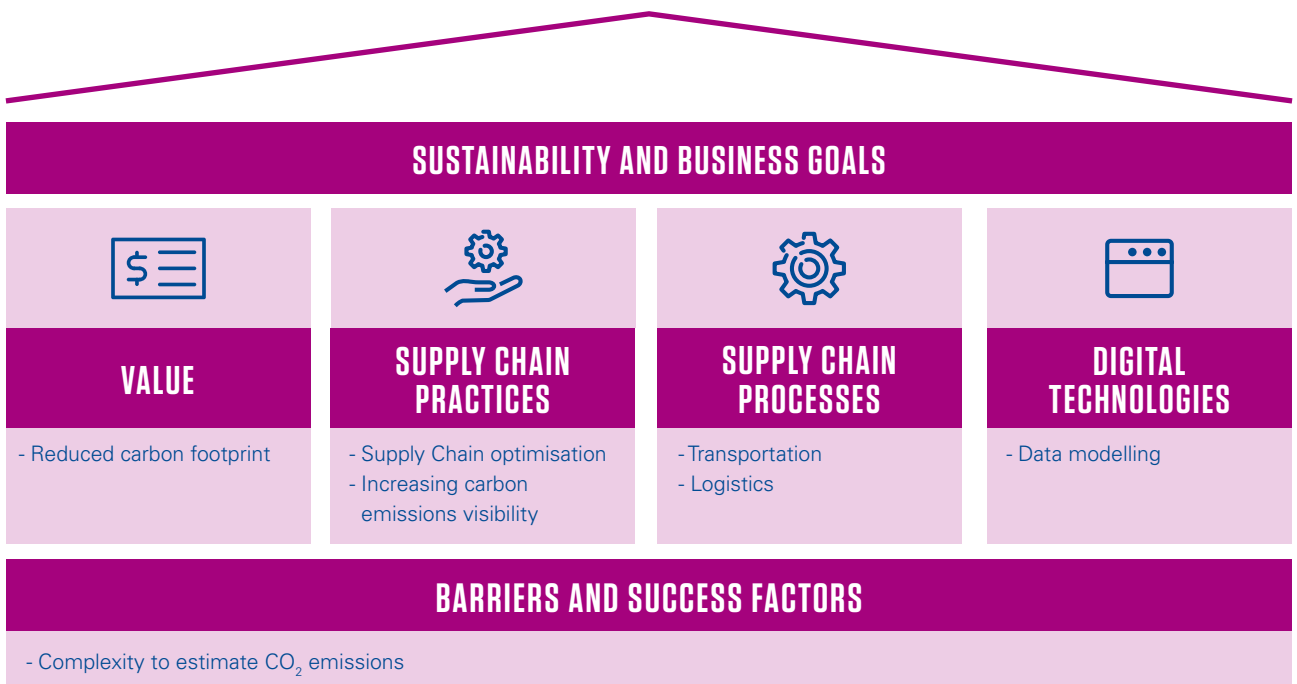 SUSTAINABILITY AND BUSINESS GOALS
$
VALUE
- Reduced carbon footprint
SUPPLY CHAIN
PRACTICES
- Supply Chain optimisation
- Increasing carbon
emissions visibility
SUPPLY CHAIN
PROCESSES
- Transportation
- Logistics
DIGITAL
TECHNOLOGIES
- Data modelling
BARRIERS AND SUCCESS FACTORS
- Complexity to estimate CO₂ emissions